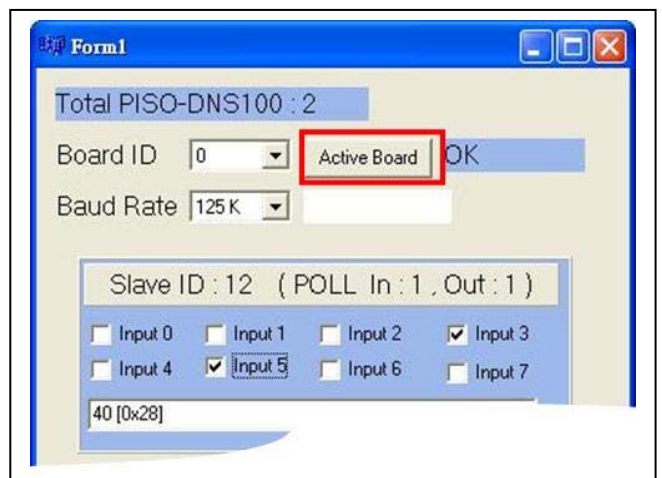 Form1
Total PISO-DNS100 : 2
Board ID 0 Active Board OK
Baud Rate 125 K
Slave ID : 12 ( POLL In : 1 , Out : 1 )
Input 0 Input 1 Input 2 Input 3
Input 4 Input 5 Input 6 Input 7
40 [0x28]